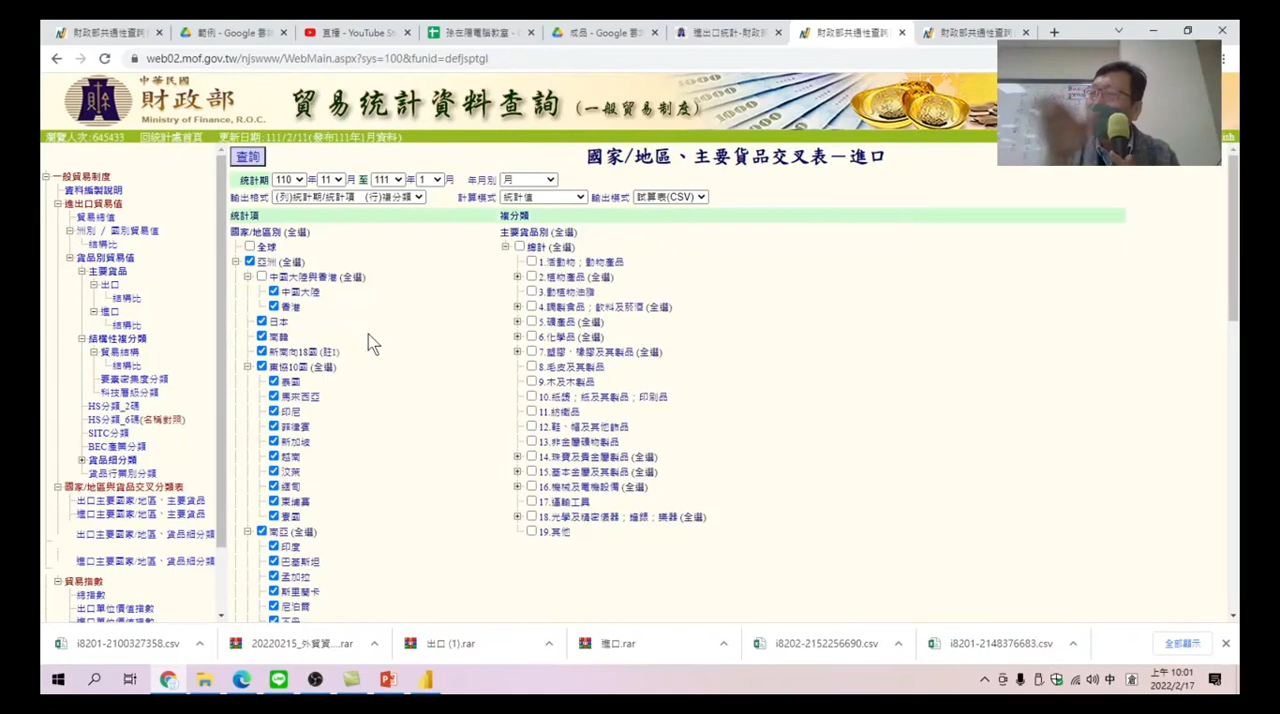 財政部共通性查詢
範例 - Google 雲端
直播 - YouTube St
孫在陽電腦教室 - C
成品 - Google 雲端
進出口統計-財政部
財政部共通性查詢
財政部共通性查詢
web02.mof.gov.tw/njswww/WebMain.aspx?sys=100&funid=defjsptgl
中華民國
財政部
Ministry of Finance, R.O.C.
貿易統計資料查詢 (一般貿易制度)
瀏覽人次:645433 回統計處首頁 更新日期:111/2/11(發布111年1月資料)
一般貿易制度
資料編製說明
進出口貿易值
貿易總值
洲別 / 國別貿易值
結構比
貨品別貿易值
主要貨品
出口
結構比
進口
結構比
結構性複分類
貿易結構
結構比
要素密集度分類
科技層級分類
HS分類_2碼
HS分類_6碼(名稱對照)
SITC分類
BEC產業分類
貨品細分類
貨品行業別分類
國家/地區與貨品交叉分類表
出口主要國家/地區、主要貨品
進口主要國家/地區、主要貨品
出口主要國家/地區、貨品細分類
進口主要國家/地區、貨品細分類
貿易指數
總指數
出口單位價值指數
查詢
國家/地區、主要貨品交叉表－進口
統計期 110 年 11 月 至 111 年 1 月 年月別 月
輸出格式 (列)統計期/統計項 (行)複分類 計算模式 統計值 輸出模式 試算表(CSV)
統計項
國家/地區別 (全選)
全球
亞洲 (全選)
中國大陸與香港 (全選)
中國大陸
香港
日本
南韓
新南向18國 (註1)
東協10國 (全選)
泰國
馬來西亞
印尼
菲律賓
新加坡
越南
汶萊
緬甸
柬埔寨
寮國
南亞 (全選)
印度
巴基斯坦
孟加拉
斯里蘭卡
尼泊爾
不丹
複分類
主要貨品別 (全選)
總計 (全選)
1.活動物；動物產品
2.植物產品 (全選)
3.動植物油脂
4.調製食品；飲料及菸酒 (全選)
5.礦產品 (全選)
6.化學品 (全選)
7.塑膠、橡膠及其製品 (全選)
8.毛皮及其製品
9.木及木製品
10.紙漿；紙及其製品；印刷品
11.紡織品
12.鞋、帽及其他飾品
13.非金屬礦物製品
14.珠寶及貴金屬製品 (全選)
15.基本金屬及其製品 (全選)
16.機械及電機設備 (全選)
17.運輸工具
18.光學及精密儀器；鐘錶；樂器 (全選)
19.其他
i8201-2100327358.csv
20220215_外貿資....rar
出口 (1).rar
進口.rar
i8202-2152256690.csv
i8201-2148376683.csv
全部顯示
中
上午 10:01
2022/2/17